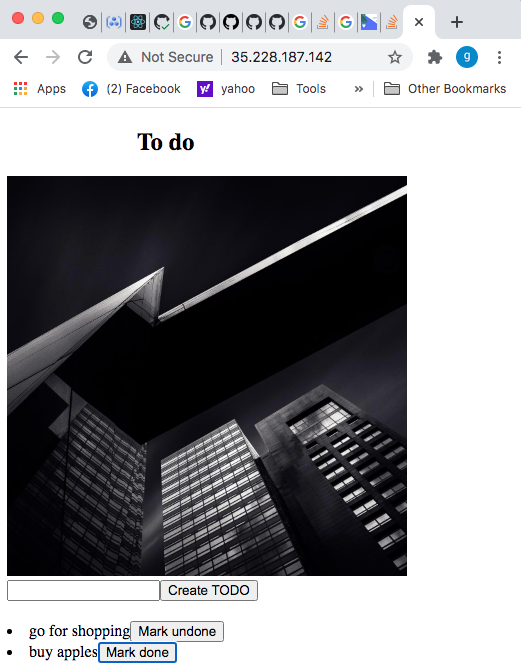 Not Secure | 35.228.187.142
g
Apps (2) Facebook yahoo Tools » Other Bookmarks
To do
Create TODO
go for shopping Mark undone
buy apples Mark done